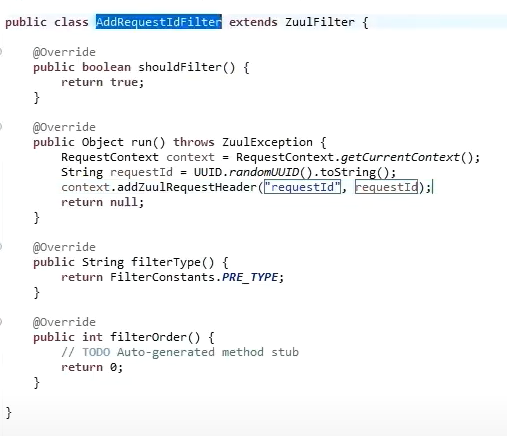 public class AddRequestIdFilter extends ZuulFilter {
@Override
public boolean shouldFilter() {
return true;
}
@Override
public Object run() throws ZuulException {
RequestContext context = RequestContext.getCurrentContext();
String requestId = UUID.randomUUID().toString();
context.addZuulRequestHeader("requestId", requestId);
return null;
}
@Override
public String filterType() {
return FilterConstants.PRE_TYPE;
}
@Override
public int filterOrder() {
// TODO Auto-generated method stub
return 0;
}
}